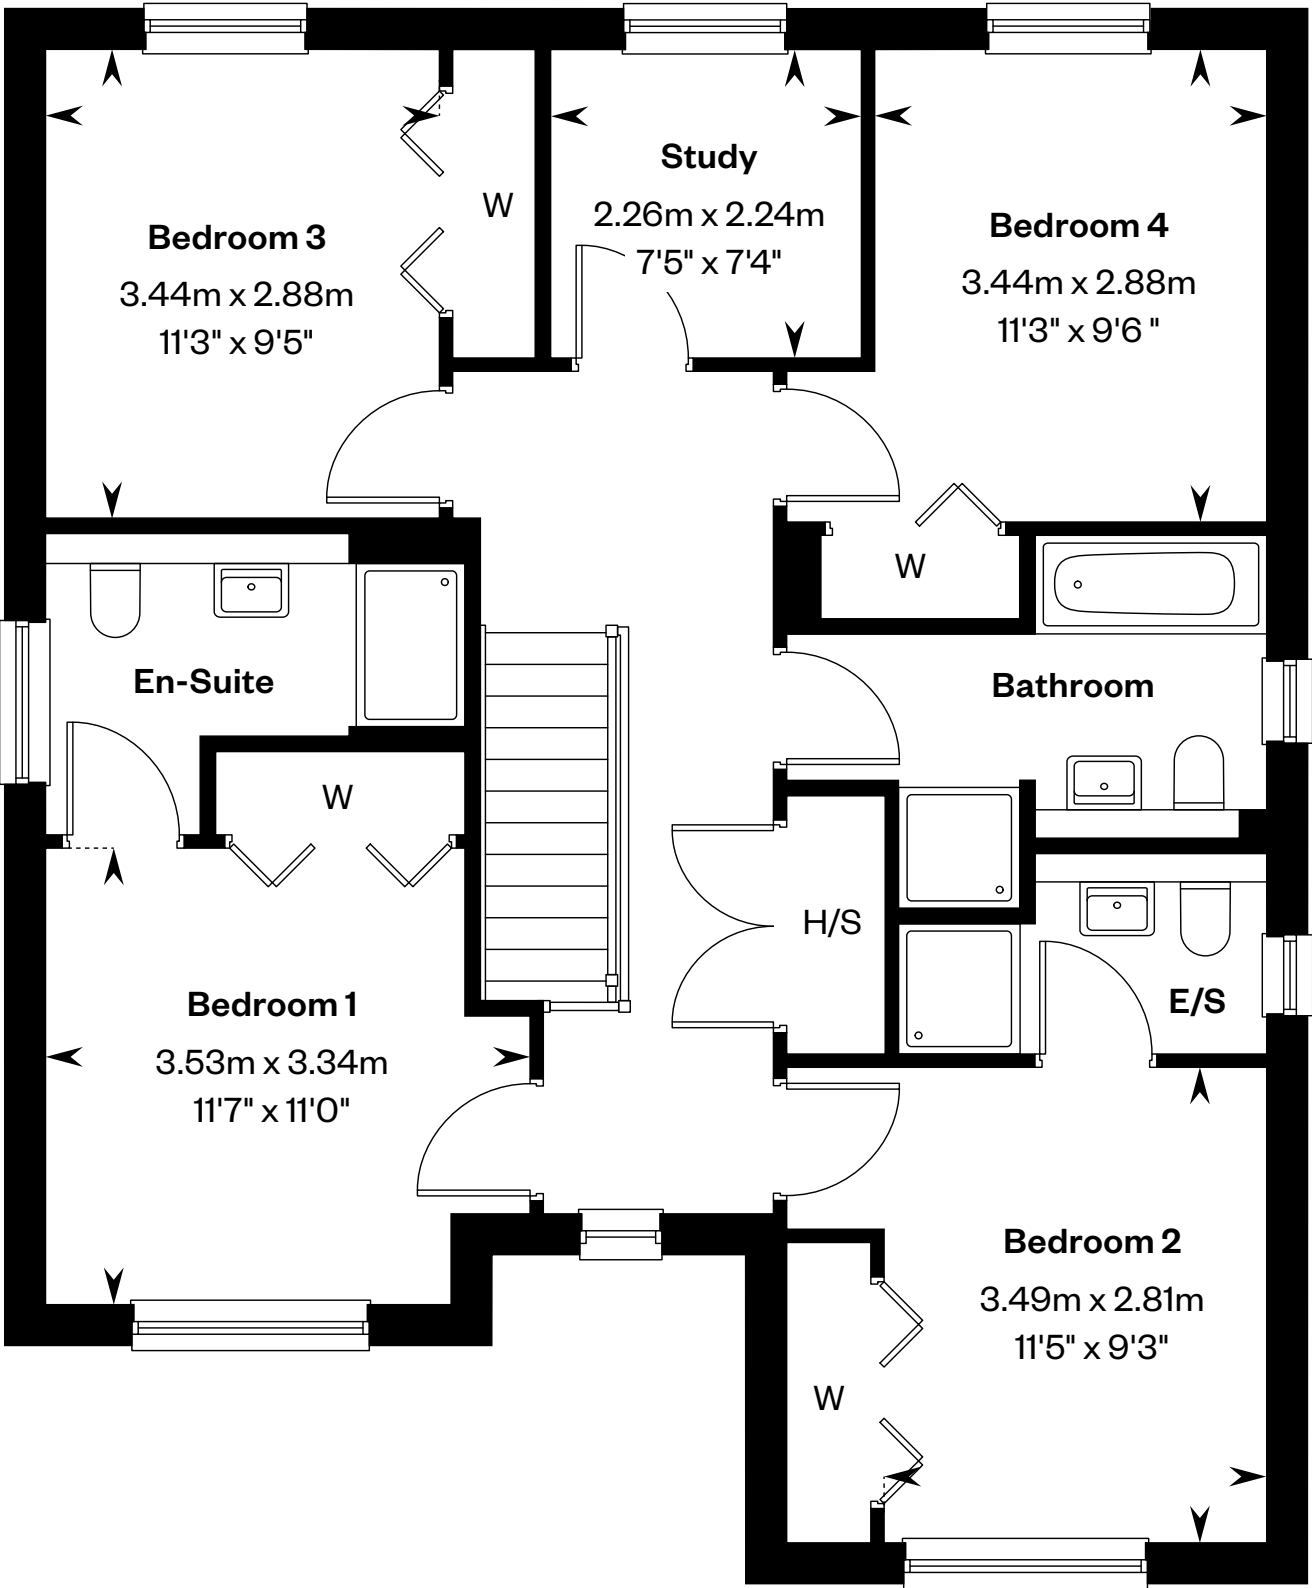 Bedroom 3
3.44m x 2.88m
11'3" x 9'5"
W
Study
2.26m x 2.24m
7'5" x 7'4"
Bedroom 4
3.44m x 2.88m
11'3" x 9'6 "
W
En-Suite
Bathroom
W
H/S
E/S
Bedroom 1
3.53m x 3.34m
11'7" x 11'0"
Bedroom 2
3.49m x 2.81m
11'5" x 9'3"
W